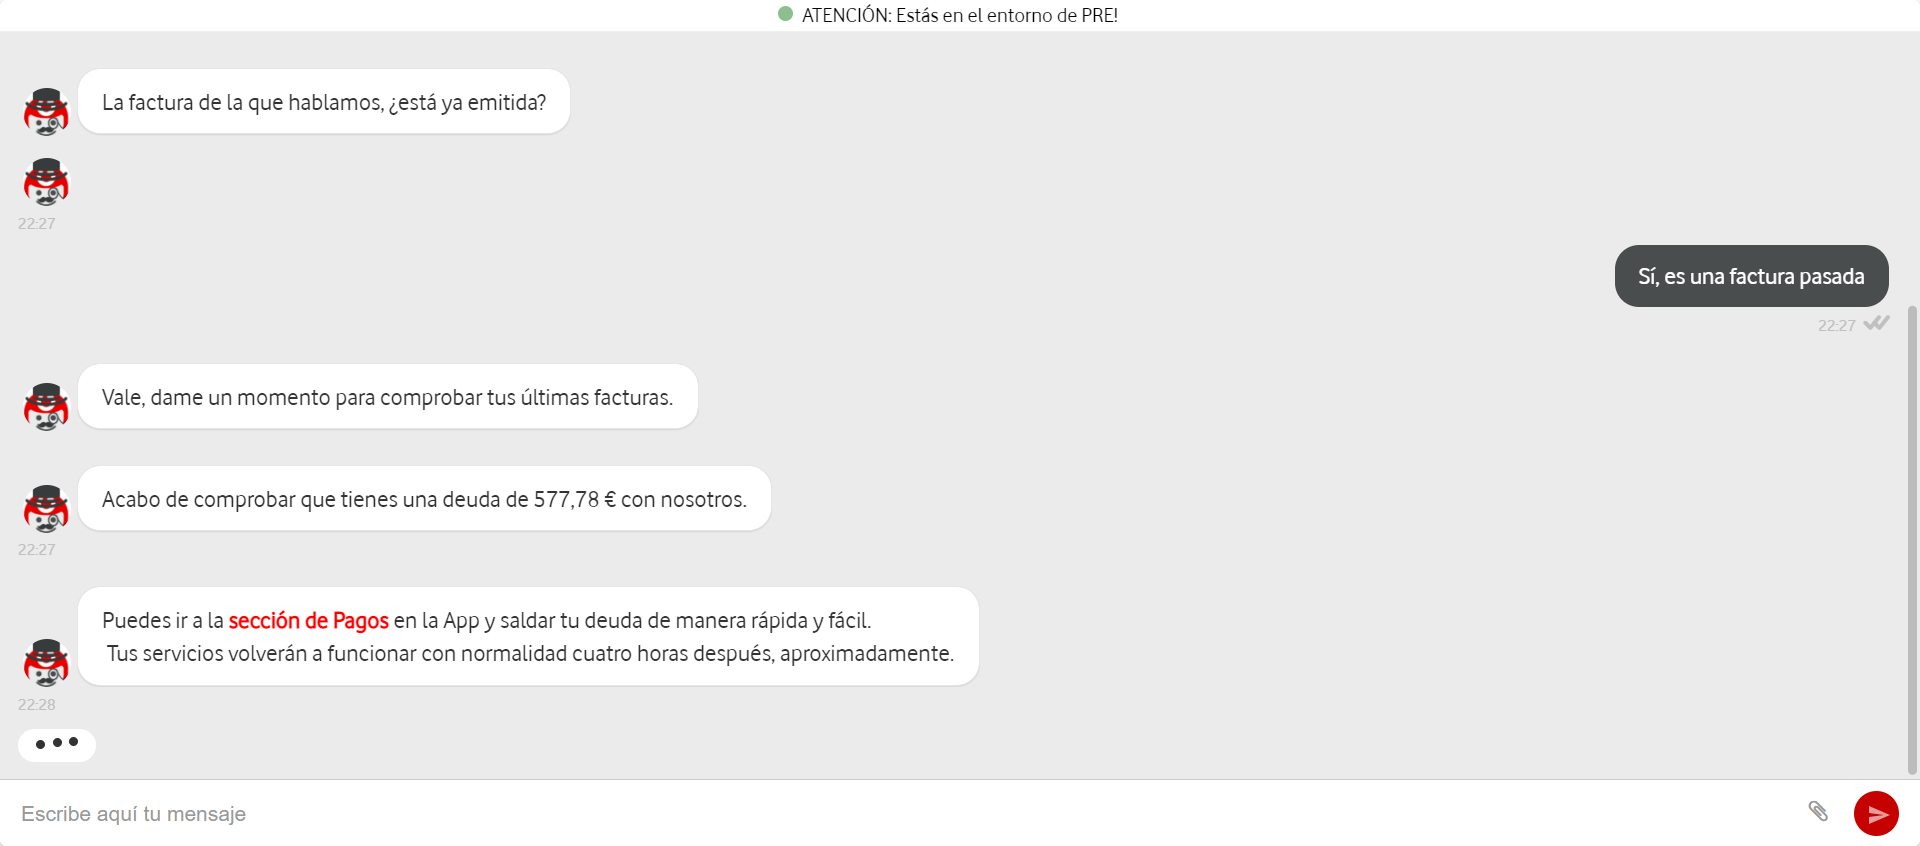 ATENCIÓN: Estás en el entorno de PRE!
La factura de la que hablamos, ¿está ya emitida?
22:27
Sí, es una factura pasada
22:27
Vale, dame un momento para comprobar tus últimas facturas.
Acabo de comprobar que tienes una deuda de 577,78 € con nosotros.
22:27
Puedes ir a la sección de Pagos en la App y saldar tu deuda de manera rápida y fácil.
Tus servicios volverán a funcionar con normalidad cuatro horas después, aproximadamente.
22:28
Escribe aquí tu mensaje